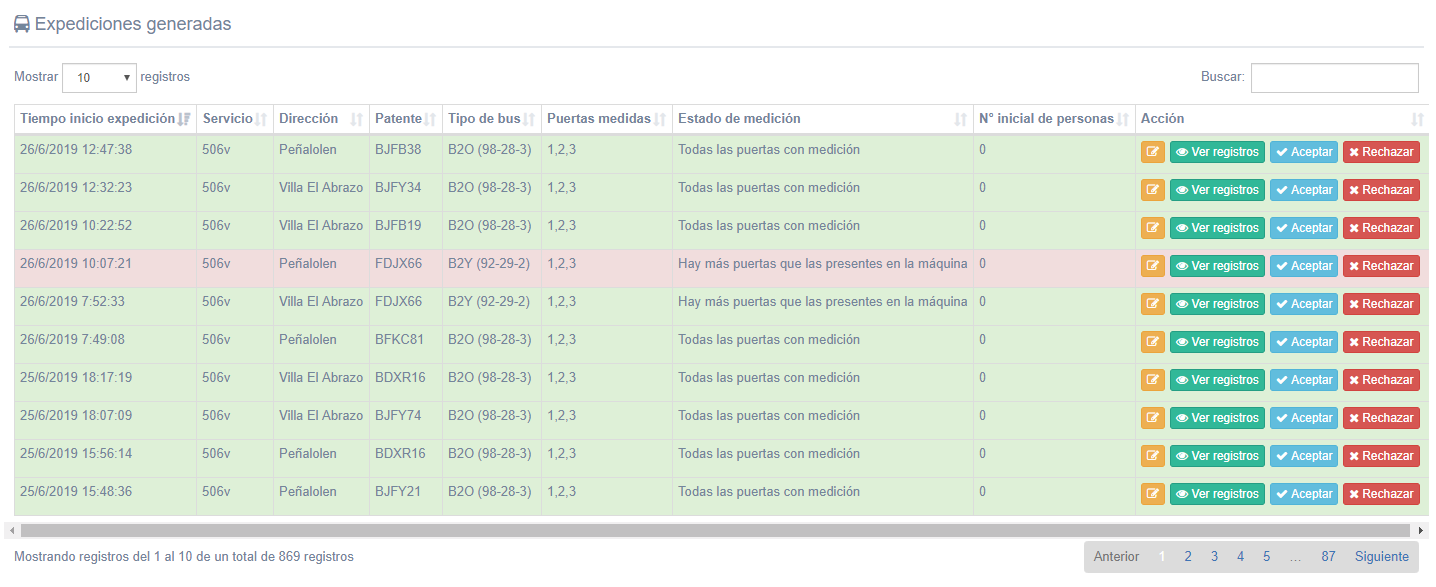 Expediciones generadas
Mostrar 10 registros Buscar:
Tiempo inicio expedición Servicio Dirección Patente Tipo de bus Puertas medidas Estado de medición N° inicial de personas Acción
26/6/2019 12:47:38 506v Peñalolen BJFB38 B2O (98-28-3) 1,2,3 Todas las puertas con medición 0 Ver registros Aceptar Rechazar
26/6/2019 12:32:23 506v Villa El Abrazo BJFY34 B2O (98-28-3) 1,2,3 Todas las puertas con medición 0 Ver registros Aceptar Rechazar
26/6/2019 10:22:52 506v Villa El Abrazo BJFB19 B2O (98-28-3) 1,2,3 Todas las puertas con medición 0 Ver registros Aceptar Rechazar
26/6/2019 10:07:21 506v Peñalolen FDJX66 B2Y (92-29-2) 1,2,3 Hay más puertas que las presentes en la máquina 0 Ver registros Aceptar Rechazar
26/6/2019 7:52:33 506v Villa El Abrazo FDJX66 B2Y (92-29-2) 1,2,3 Hay más puertas que las presentes en la máquina 0 Ver registros Aceptar Rechazar
26/6/2019 7:49:08 506v Peñalolen BFKC81 B2O (98-28-3) 1,2,3 Todas las puertas con medición 0 Ver registros Aceptar Rechazar
25/6/2019 18:17:19 506v Villa El Abrazo BDXR16 B2O (98-28-3) 1,2,3 Todas las puertas con medición 0 Ver registros Aceptar Rechazar
25/6/2019 18:07:09 506v Villa El Abrazo BJFY74 B2O (98-28-3) 1,2,3 Todas las puertas con medición 0 Ver registros Aceptar Rechazar
25/6/2019 15:56:14 506v Peñalolen BDXR16 B2O (98-28-3) 1,2,3 Todas las puertas con medición 0 Ver registros Aceptar Rechazar
25/6/2019 15:48:36 506v Peñalolen BJFY21 B2O (98-28-3) 1,2,3 Todas las puertas con medición 0 Ver registros Aceptar Rechazar
Mostrando registros del 1 al 10 de un total de 869 registros Anterior 1 2 3 4 5 ... 87 Siguiente